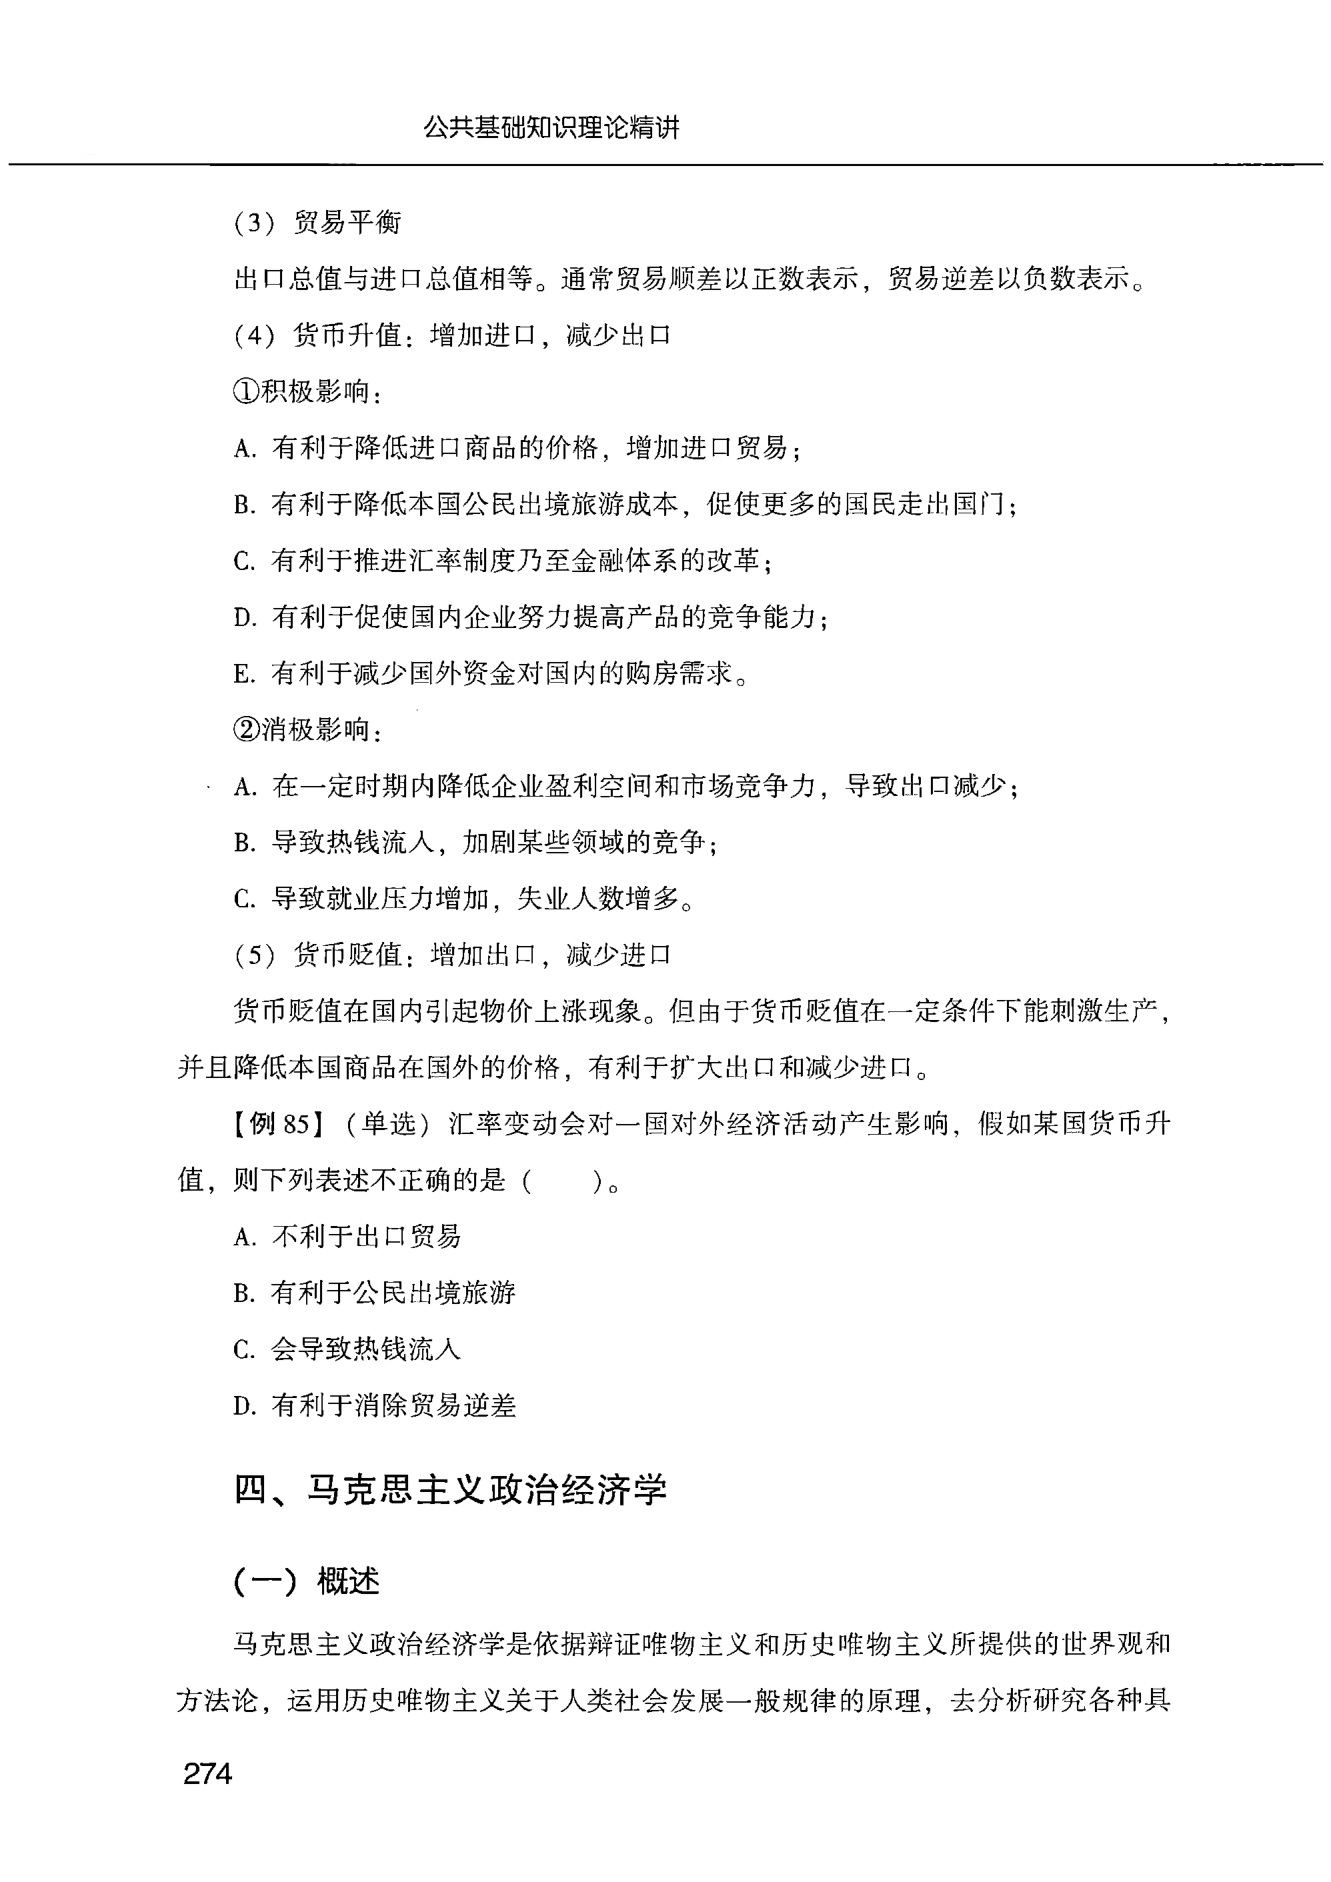 公共基础知识理论精讲
(3) 贸易平衡
出口总值与进口总值相等。通常贸易顺差以正数表示，贸易逆差以负数表示。
(4) 货币升值：增加进口，减少出口
①积极影响：
A. 有利于降低进口商品的价格，增加进口贸易；
B. 有利于降低本国公民出境旅游成本，促使更多的国民走出国门；
C. 有利于推进汇率制度乃至金融体系的改革；
D. 有利于促使国内企业努力提高产品的竞争能力；
E. 有利于减少国外资金对国内的购房需求。
②消极影响：
A. 在一定时期内降低企业盈利空间和市场竞争力，导致出口减少；
B. 导致热钱流入，加剧某些领域的竞争；
C. 导致就业压力增加，失业人数增多。
(5) 货币贬值：增加出口，减少进口
货币贬值在国内引起物价上涨现象。但由于货币贬值在一定条件下能刺激生产，
并且降低本国商品在国外的价格，有利于扩大出口和减少进口。
【例 85】(单选) 汇率变动会对一国对外经济活动产生影响，假如某国货币升
值，则下列表述不正确的是 (　　)。
A. 不利于出口贸易
B. 有利于公民出境旅游
C. 会导致热钱流入
D. 有利于消除贸易逆差
四、马克思主义政治经济学
(一) 概述
马克思主义政治经济学是依据辩证唯物主义和历史唯物主义所提供的世界观和
方法论，运用历史唯物主义关于人类社会发展一般规律的原理，去分析研究各种具
274